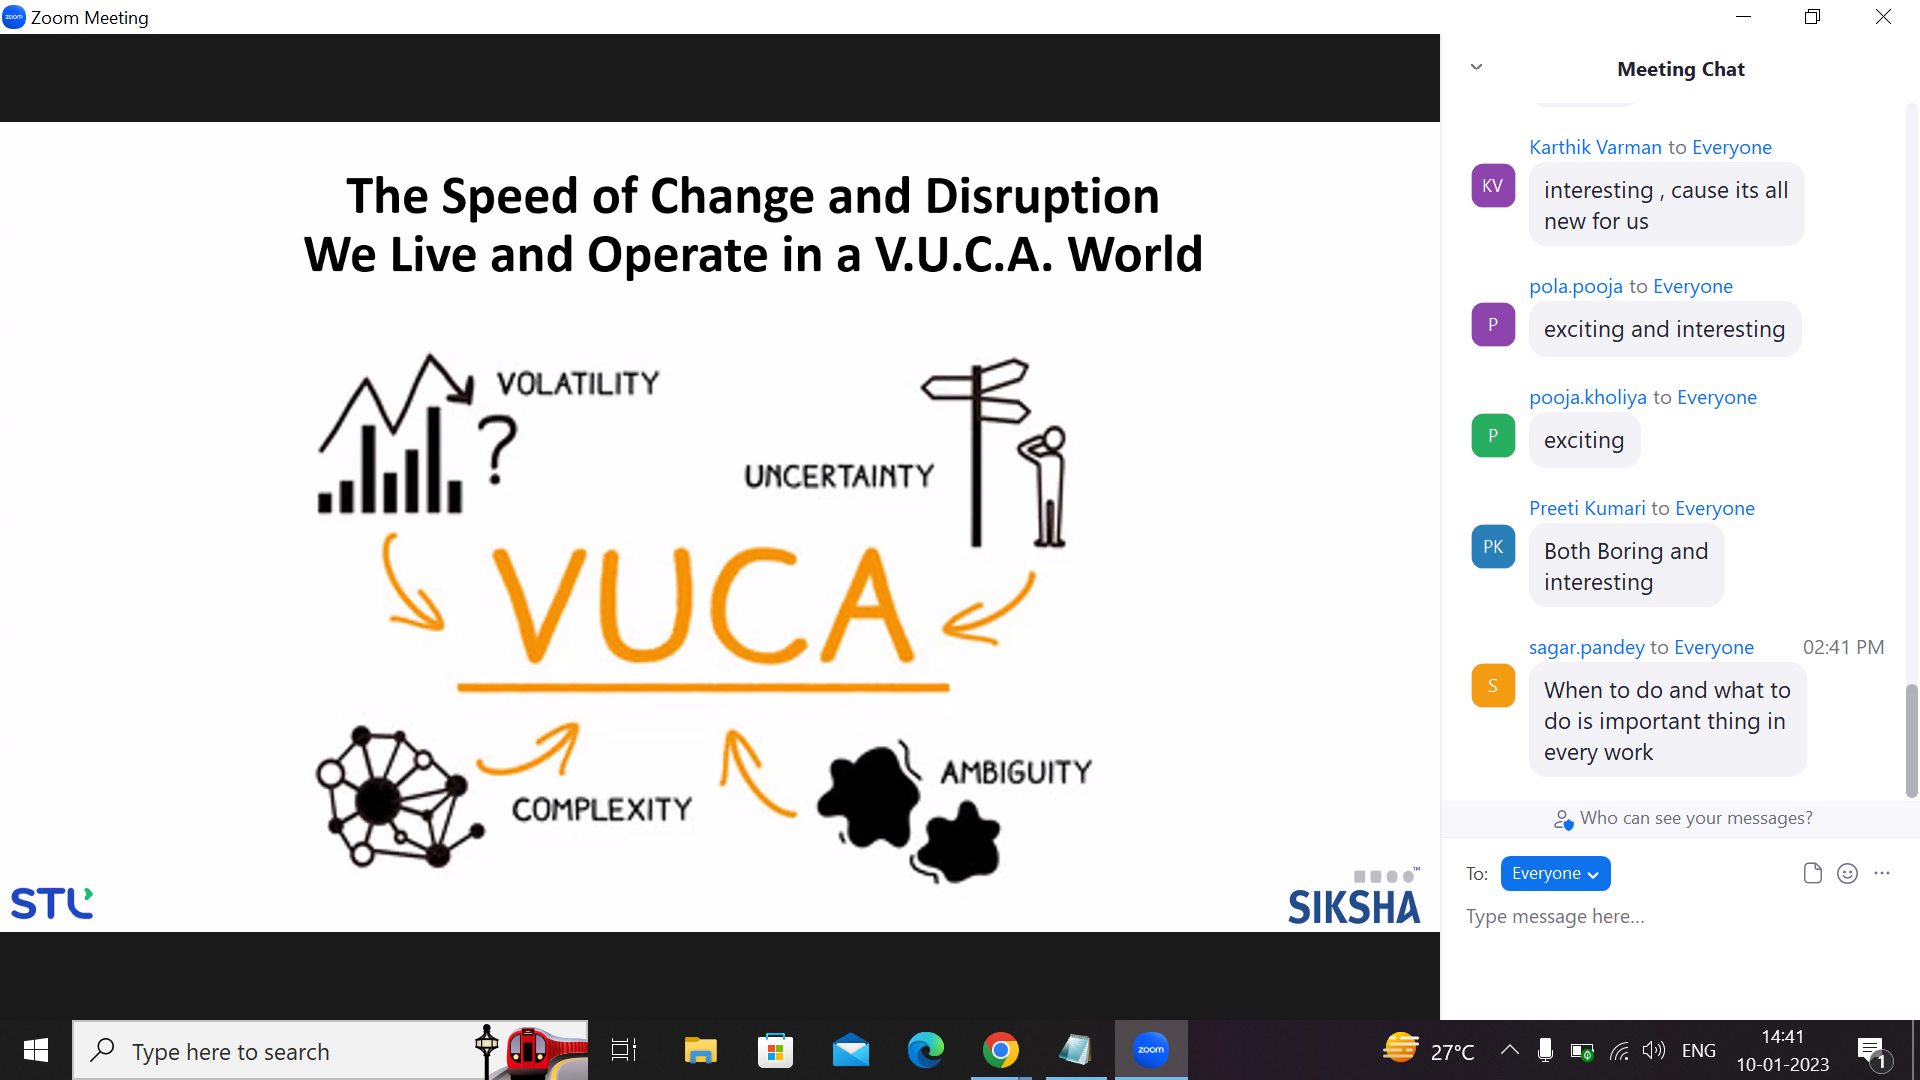 zoom Zoom Meeting
The Speed of Change and Disruption
We Live and Operate in a V.U.C.A. World
VOLATILITY
?
UNCERTAINTY
VUCA
COMPLEXITY
AMBIGUITY
STL
SIKSHA™
Meeting Chat
Karthik Varman to Everyone
KV
interesting , cause its all
new for us
pola.pooja to Everyone
P
exciting and interesting
pooja.kholiya to Everyone
P
exciting
Preeti Kumari to Everyone
PK
Both Boring and
interesting
sagar.pandey to Everyone 02:41 PM
S
When to do and what to
do is important thing in
every work
Who can see your messages?
To: Everyone
Type message here...
Type here to search
zoom
27°C
ENG
14:41
10-01-2023
1